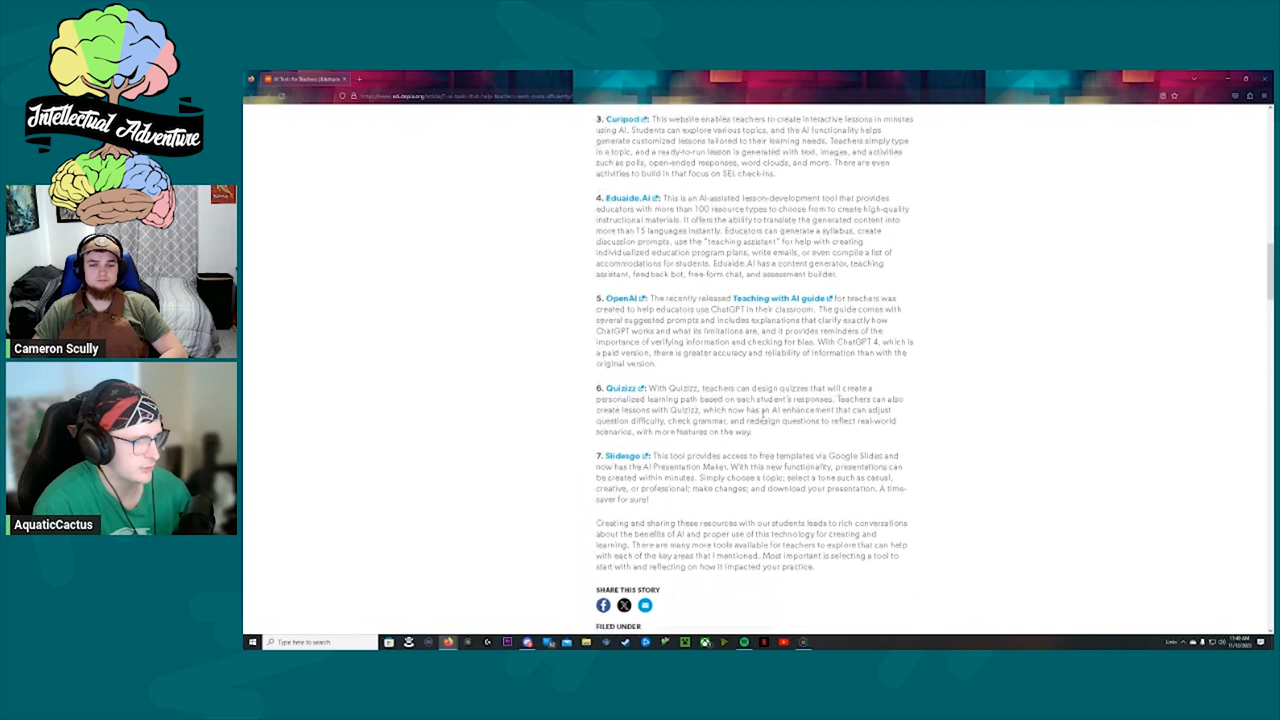 Intellectual Adventure
Cameron Scully
AquaticCactus
AI Tools for Teachers | Edutopia
3. Curipod: This website enables teachers to create interactive lessons in minutes
using AI. Students can explore various topics, and the AI functionality helps
generate customized lessons tailored to their learning needs. Teachers simply type
in a topic, and a ready-to-run lesson is generated with text, images, and activities
such as polls, open-ended responses, word clouds, and more. There are even
activities to build in that focus on SEL check-ins.
4. Eduaide.Ai: This is an AI-assisted lesson-development tool that provides
educators with more than 100 resource types to choose from to create high-quality
instructional materials. It offers the ability to translate the generated content into
more than 15 languages instantly. Educators can generate a syllabus, create
discussion prompts, use the "teaching assistant" for help with creating
individualized education program plans, write emails, or even compile a list of
accommodations for students. Eduaide.AI has a content generator, teaching
assistant, feedback bot, free-form chat, and assessment builder.
5. OpenAI: The recently released Teaching with AI guide for teachers was
created to help educators use ChatGPT in their classroom. The guide comes with
several suggested prompts and includes explanations that clarify exactly how
ChatGPT works and what its limitations are, and it provides reminders of the
importance of verifying information and checking for bias. With ChatGPT 4, which is
a paid version, there is greater accuracy and reliability of information than with the
original version.
6. Quizizz: With Quizizz, teachers can design quizzes that will create a
personalized learning path based on each student's responses. Teachers can also
create lessons with Quizizz, which now has an AI enhancement that can adjust
question difficulty, check grammar, and redesign questions to reflect real-world
scenarios, with more features on the way.
7. Slidesgo: This tool provides access to free templates via Google Slides and
now has the AI Presentation Maker. With this new functionality, presentations can
be created within minutes. Simply choose a topic; select a tone such as casual,
creative, or professional; make changes; and download your presentation. A time-
saver for sure!
Creating and sharing these resources with our students leads to rich conversations
about the benefits of AI and proper use of this technology for creating and
learning. There are many more tools available for teachers to explore that can help
with each of the key areas that I mentioned. Most important is selecting a tool to
start with and reflecting on how it impacted your practice.
SHARE THIS STORY
FILED UNDER
Type here to search